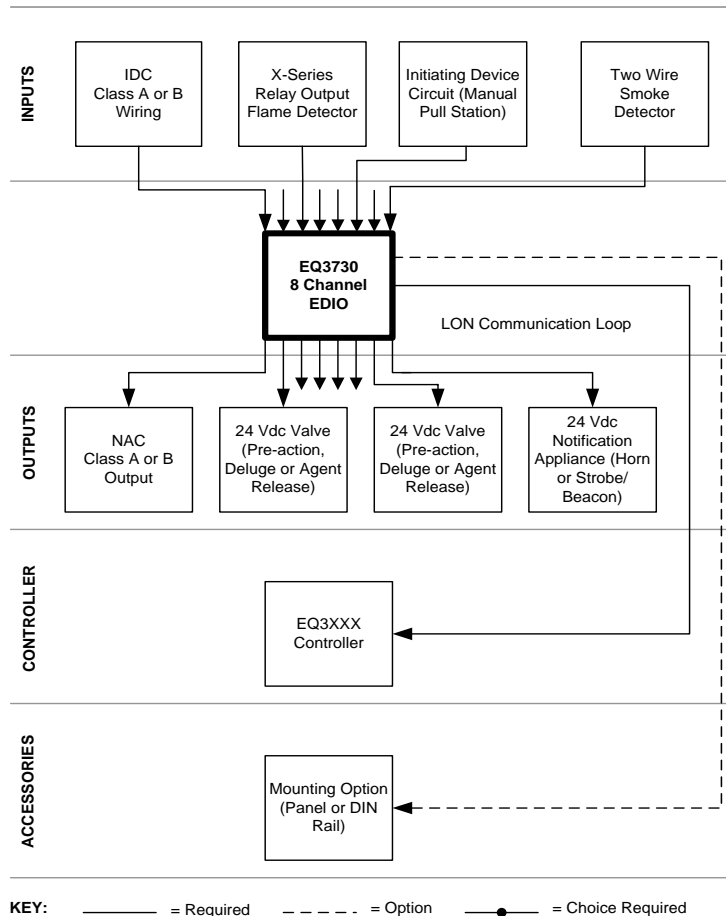 INPUTS
IDC
Class A or B
Wiring
X-Series
Relay Output
Flame Detector
Initiating Device
Circuit (Manual
Pull Station)
Two Wire
Smoke
Detector
EQ3730
8 Channel
EDIO
LON Communication Loop
OUTPUTS
NAC
Class A or B
Output
24 Vdc Valve
(Pre-action,
Deluge or Agent
Release)
24 Vdc Valve
(Pre-action,
Deluge or Agent
Release)
24 Vdc
Notification
Appliance (Horn
or Strobe/
Beacon)
CONTROLLER
EQ3XXX
Controller
ACCESSORIES
Mounting Option
(Panel or DIN
Rail)
KEY: = Required = Option = Choice Required